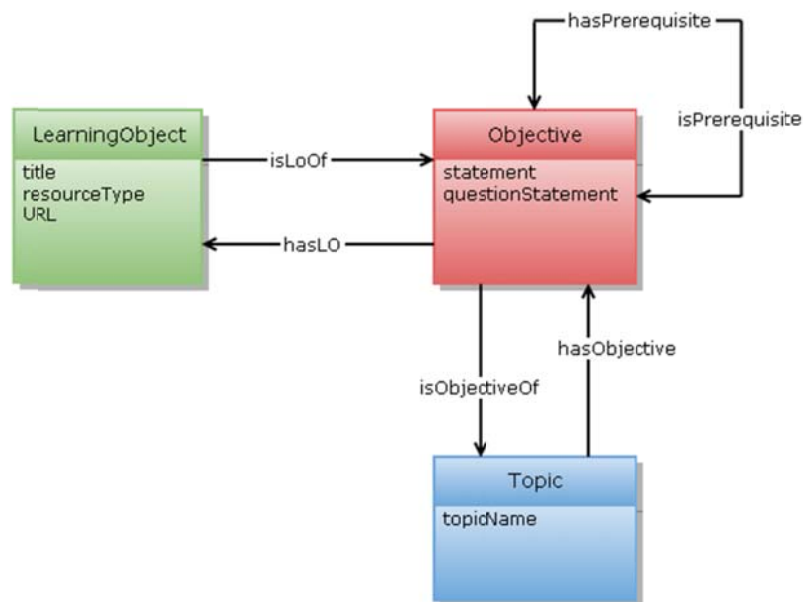 hasPrerequisite
isPrerequisite
LearningObject
title
resourceType
URL
isLoOf
hasLO
Objective
statement
questionStatement
isObjectiveOf
hasObjective
Topic
topicName